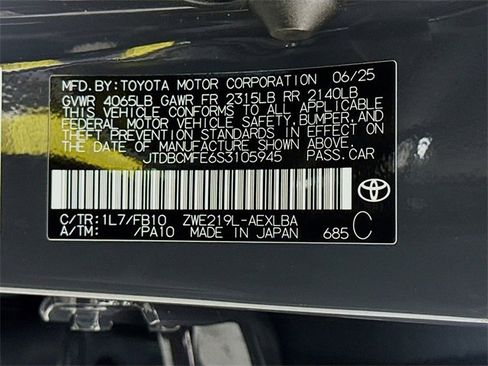 MFD.BY:TOYOTA MOTOR CORPORATION 06/25
GVWR 4065LB GAWR FR 2315LB RR 2140LB
THIS VEHICLE CONFORMS TO ALL APPLICABLE
FEDERAL MOTOR VEHICLE SAFETY,BUMPER,AND
THEFT PREVENTION STANDARDS IN EFFECT ON
THE DATE OF MANUFACTURE SHOWN ABOVE.
JTDBCMFE6S3105945 PASS.CAR
C/TR:1L7/FB10 ZWE219L-AEXLBA
A/TM: /PA10 MADE IN JAPAN 685 C